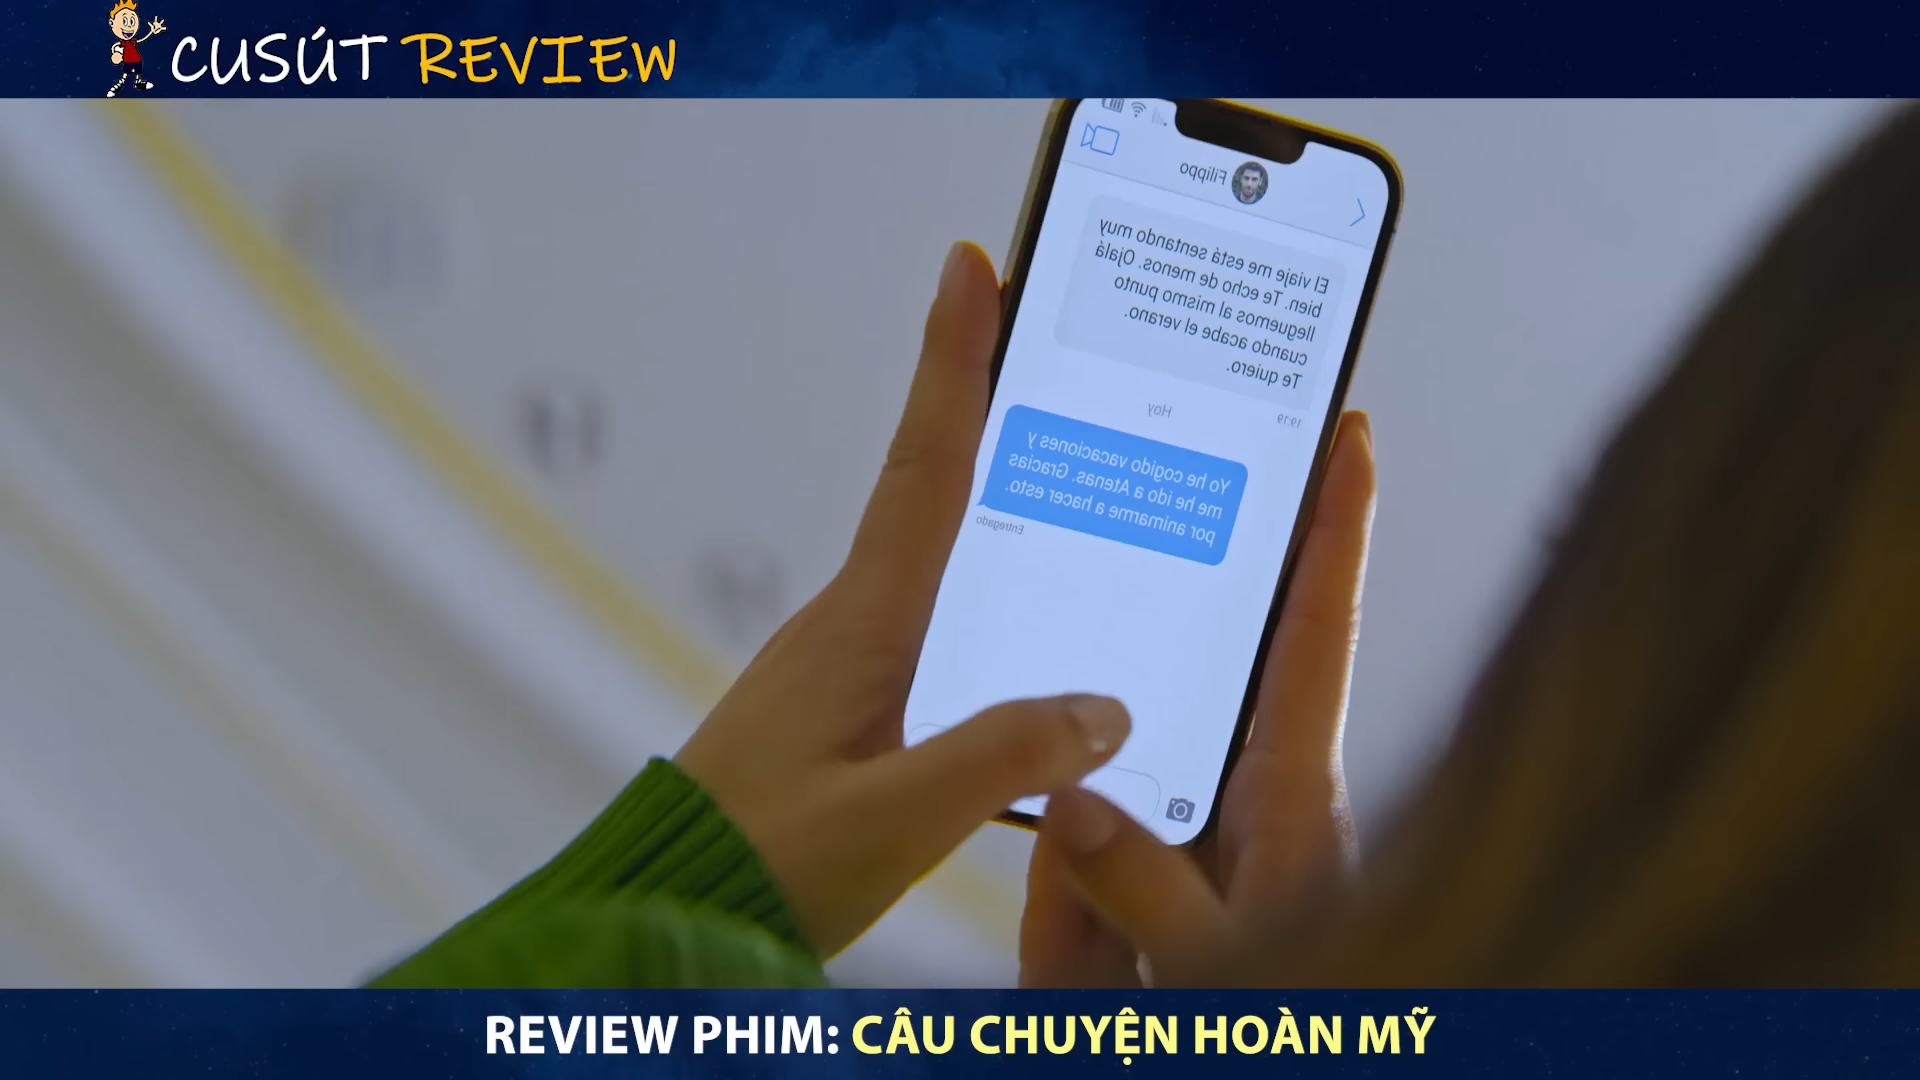 CUSÚT REVIEW
Filippo
El viaje me está sentando muy
bien. Te echo de menos. Ojalá
lleguemos al mismo punto
cuando acabe el verano.
Te quiero.
19:19
Hoy
Yo he cogido vacaciones y
me he ido a Atenas. Gracias
por animarme a hacer esto.
Entregado
REVIEW PHIM: CÂU CHUYỆN HOÀN MỸ